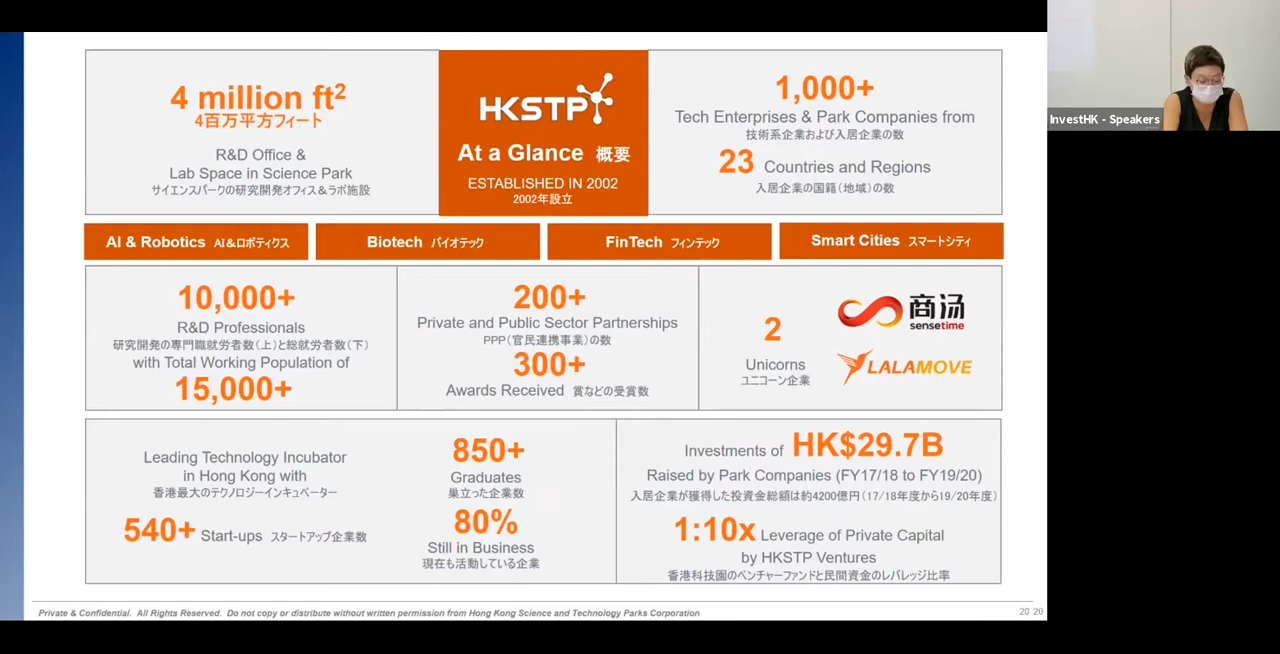 4 million ft²
4百万平方フィート
R&D Office &
Lab Space in Science Park
サイエンスパークの研究開発オフィス&ラボ施設
HKSTP
At a Glance 概要
ESTABLISHED IN 2002
2002年設立
1,000+
Tech Enterprises & Park Companies from
技術系企業および入居企業の数
23 Countries and Regions
入居企業の国籍(地域)の数
InvestHK - Speakers
AI & Robotics AI&ロボティクス
Biotech バイオテック
FinTech フィンテック
Smart Cities スマートシティ
10,000+
R&D Professionals
研究開発の専門職就労者数(上)と総就労者数(下)
with Total Working Population of
15,000+
200+
Private and Public Sector Partnerships
PPP(官民連携事業)の数
300+
Awards Received 賞などの受賞数
2
Unicorns
ユニコーン企業
商汤
sensetime
LALAMOVE
Leading Technology Incubator
in Hong Kong with
香港最大のテクノロジーインキュベーター
540+ Start-ups スタートアップ企業数
850+
Graduates
巣立った企業数
80%
Still in Business
現在も活動している企業
Investments of HK$29.7B
Raised by Park Companies (FY17/18 to FY19/20)
入居企業が獲得した投資金総額は約4200億円(17/18年度から19/20年度)
1:10x Leverage of Private Capital
by HKSTP Ventures
香港科技園のベンチャーファンドと民間資金のレバレッジ比率
Private & Confidential. All Rights Reserved. Do not copy or distribute without written permission from Hong Kong Science and Technology Parks Corporation
20 20